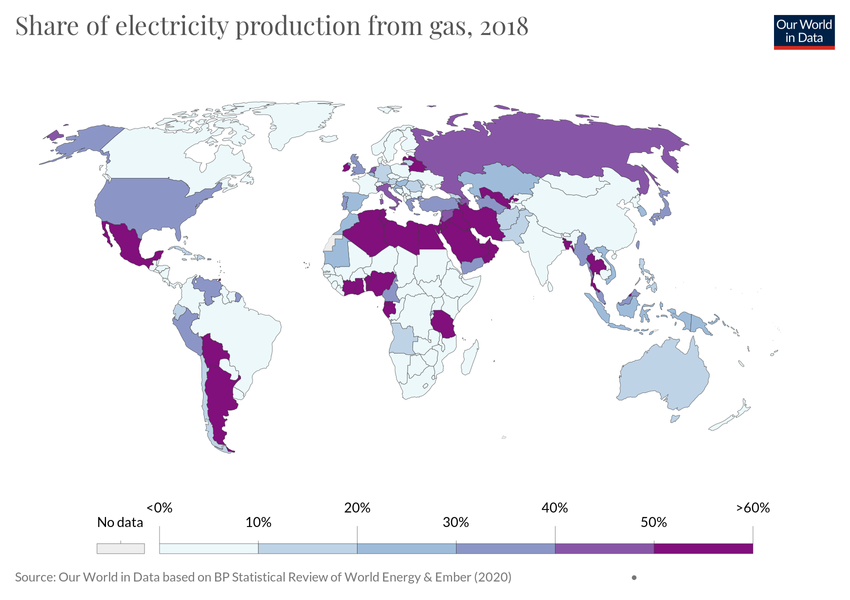 Share of electricity production from gas, 2018
Our World
in Data
<0%
20%
40%
>60%
No data
10%
30%
50%
Source: Our World in Data based on BP Statistical Review of World Energy & Ember (2020)